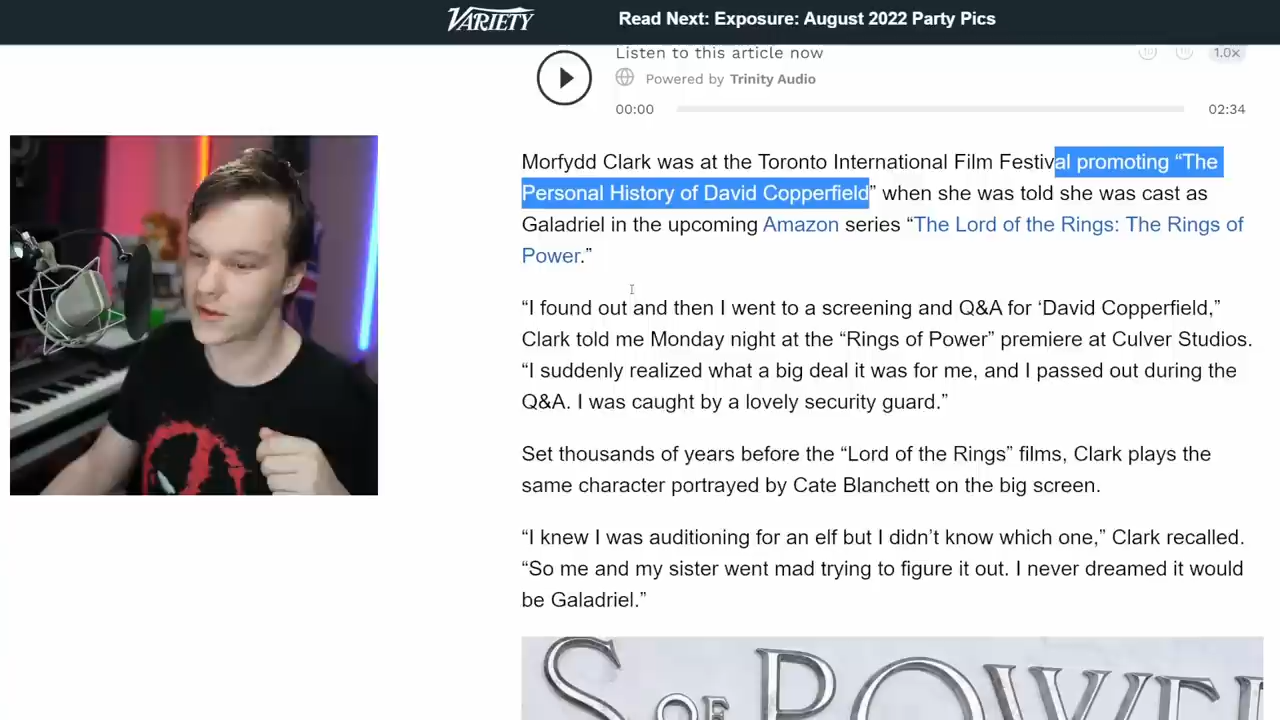 VARIETY
Read Next: Exposure: August 2022 Party Pics
Listen to this article now
10
10
1.0x
Powered by Trinity Audio
00:00
02:34
Morfydd Clark was at the Toronto International Film Festival promoting “The
Personal History of David Copperfield” when she was told she was cast as
Galadriel in the upcoming Amazon series “The Lord of the Rings: The Rings of
Power.”
“I found out and then I went to a screening and Q&A for ‘David Copperfield,”
Clark told me Monday night at the “Rings of Power” premiere at Culver Studios.
“I suddenly realized what a big deal it was for me, and I passed out during the
Q&A. I was caught by a lovely security guard.”
Set thousands of years before the “Lord of the Rings” films, Clark plays the
same character portrayed by Cate Blanchett on the big screen.
“I knew I was auditioning for an elf but I didn’t know which one,” Clark recalled.
“So me and my sister went mad trying to figure it out. I never dreamed it would
be Galadriel.”
S OF POWER